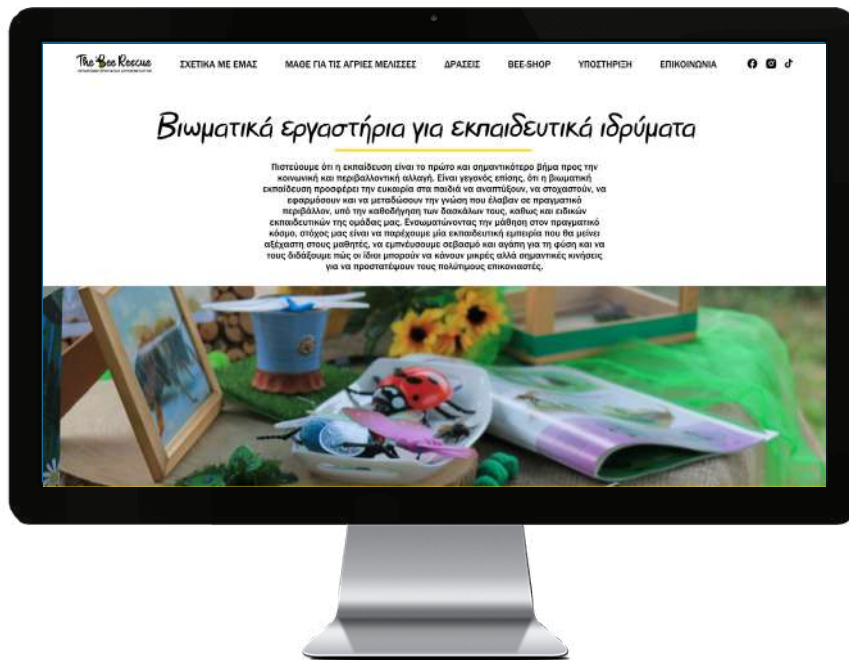 The Bee Rescue
ΣΧΕΤΙΚΑ ΜΕ ΕΜΑΣ ΜΑΘΕ ΓΙΑ ΤΙΣ ΑΓΡΙΕΣ ΜΕΛΙΣΣΕΣ ΔΡΑΣΕΙΣ BEE-SHOP ΥΠΟΣΤΗΡΙΞΗ ΕΠΙΚΟΙΝΩΝΙΑ
Βιωματικά εργαστήρια για εκπαιδευτικά ιδρύματα
Πιστεύουμε ότι η εκπαίδευση είναι το πρώτο και σημαντικότερο βήμα προς την
κοινωνική και περιβαλλοντική αλλαγή. Είναι γεγονός επίσης, ότι η βιωματική
εκπαίδευση προσφέρει την ευκαιρία στα παιδιά να αναπτύξουν, να στοχαστούν, να
εφαρμόσουν και να μεταδώσουν την γνώση που έλαβαν σε πραγματικό
περιβάλλον, υπό την καθοδήγηση των δασκάλων τους, καθως και ειδικών
εκπαιδευτικών της ομάδας μας. Ενσωματώνοντας την μάθηση στον πραγματικό
κόσμο, στόχος μας είναι να παρέχουμε μία εκπαιδευτική εμπειρία που θα μείνει
αξέχαστη στους μαθητές, να εμπνέυσουμε σεβασμό και αγάπη για τη φύση και να
τους διδάξουμε πώς οι ίδιοι μπορούν να κάνουν μικρές αλλά σημαντικές κινήσεις
για να προστατέψουν τους πολύτιμους επικονιαστές.